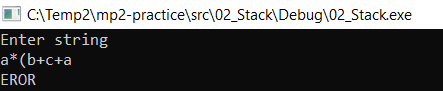 C:\Temp2\mp2-practice\src\02_Stack\Debug\02_Stack.exe
Enter string
a*(b+c+a
EROR